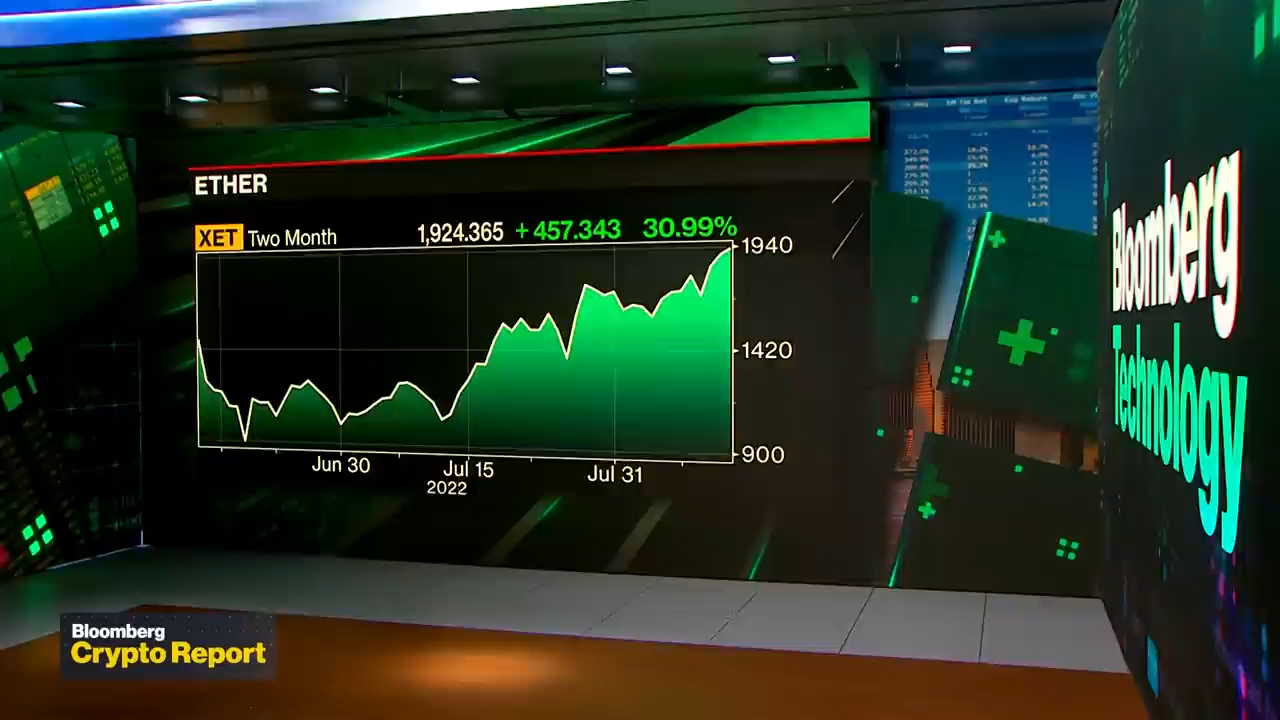 ETHER
XET Two Month 1,924.365 +457.343 30.99%
1940
1420
900
Jun 30 Jul 15 Jul 31
2022
Bloomberg
Technology
Bloomberg
Crypto Report